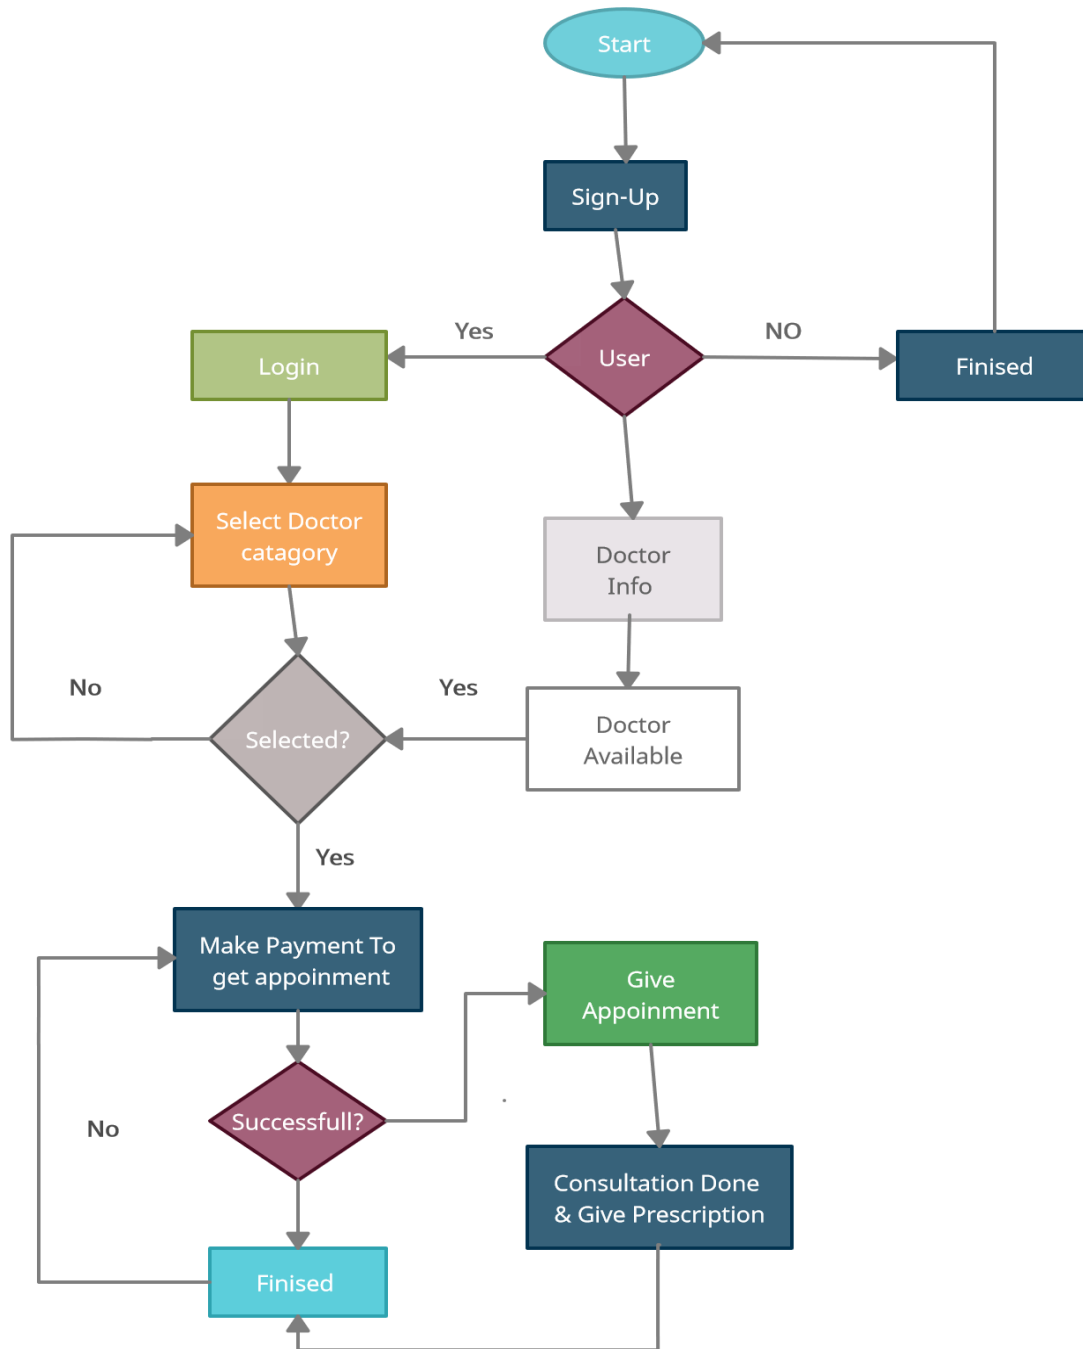 Start
Sign-Up
Yes
User
NO
Login
Finised
Select Doctor
catagory
Doctor
Info
No
Yes
Selected?
Doctor
Available
Yes
Make Payment To
get appoinment
Give
Appoinment
No
Successfull?
Consultation Done
& Give Prescription
Finised